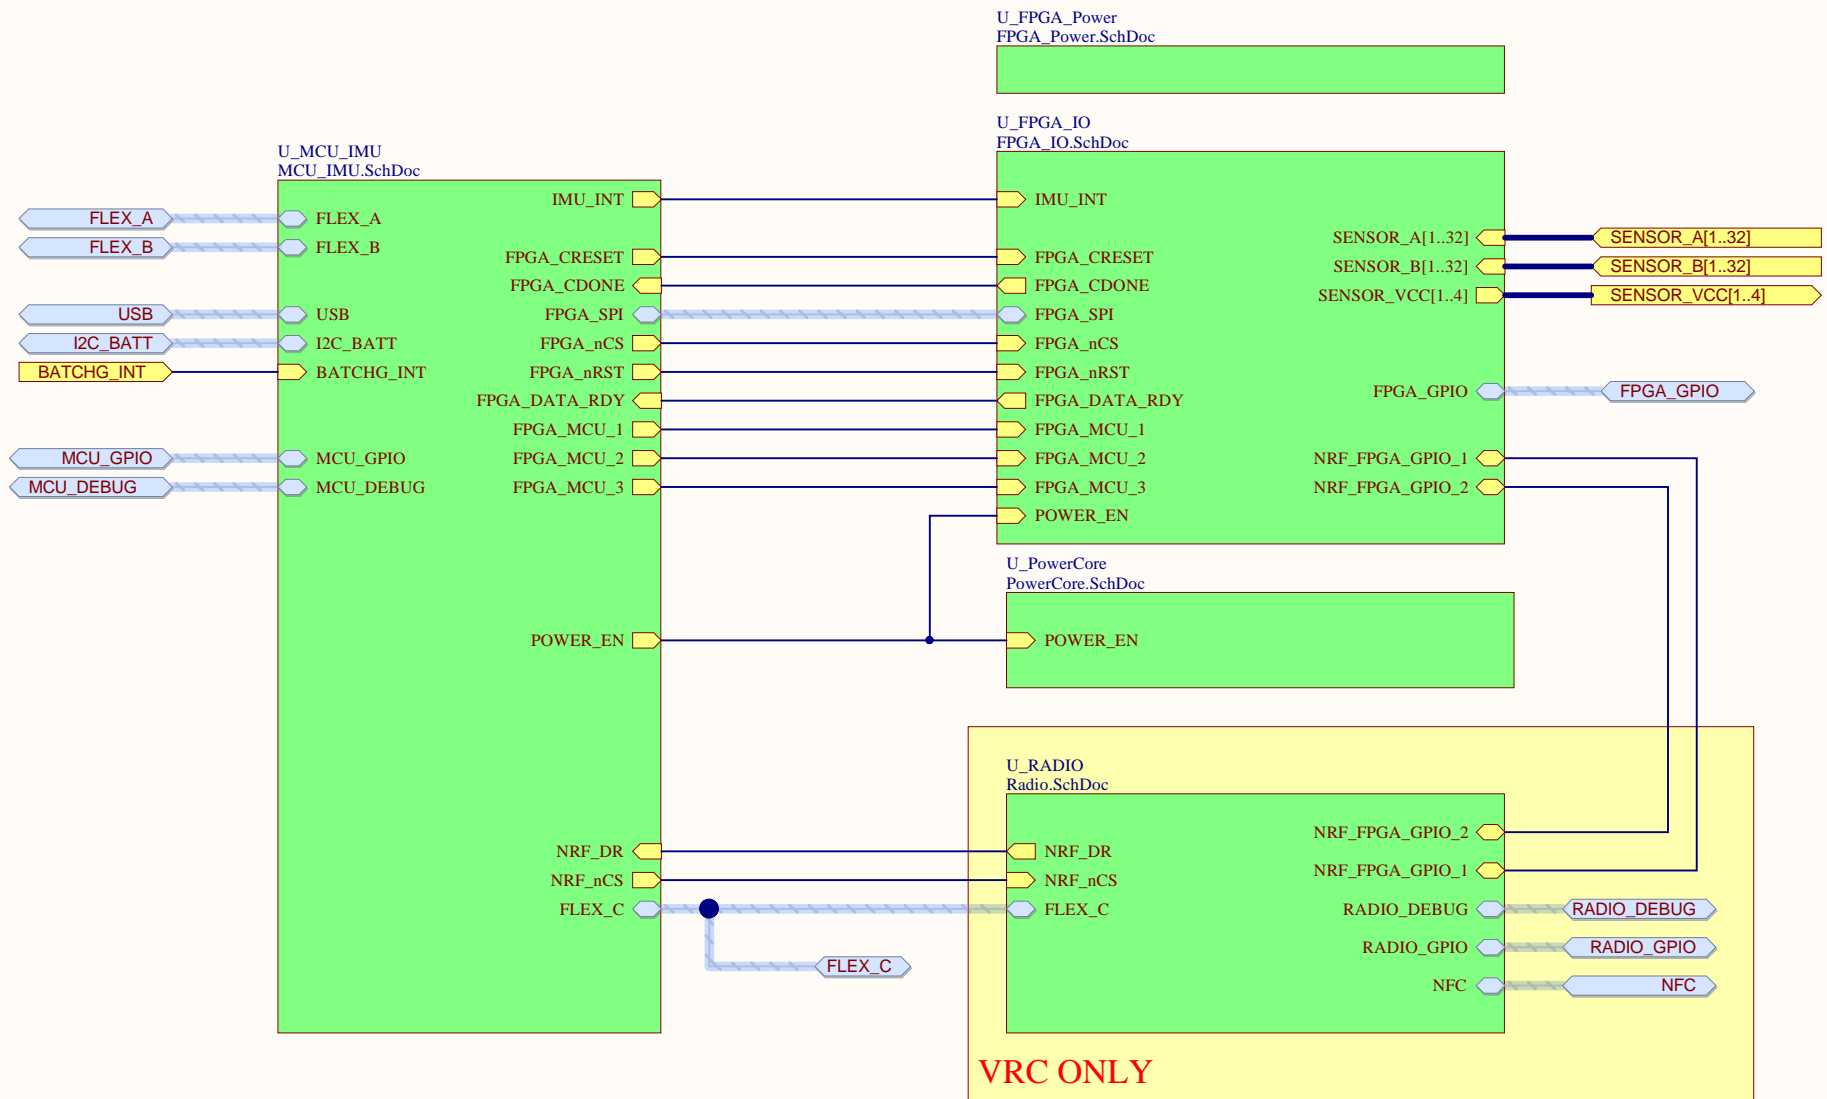 U_FPGA_Power
FPGA_Power.SchDoc
U_FPGA_IO
FPGA_IO.SchDoc
U_MCU_IMU
MCU_IMU.SchDoc
IMU_INT
IMU_INT
FLEX_A
FLEX_A
SENSOR_A[1..32]
SENSOR_A[1..32]
FLEX_B
FLEX_B
FPGA_CRESET
FPGA_CRESET
SENSOR_B[1..32]
SENSOR_B[1..32]
FPGA_CDONE
FPGA_CDONE
SENSOR_VCC[1..4]
SENSOR_VCC[1..4]
USB
USB
FPGA_SPI
FPGA_SPI
I2C_BATT
I2C_BATT
FPGA_nCS
FPGA_nCS
BATCHG_INT
BATCHG_INT
FPGA_nRST
FPGA_nRST
FPGA_GPIO
FPGA_GPIO
FPGA_DATA_RDY
FPGA_DATA_RDY
FPGA_MCU_1
FPGA_MCU_1
MCU_GPIO
MCU_GPIO
FPGA_MCU_2
FPGA_MCU_2
NRF_FPGA_GPIO_1
MCU_DEBUG
MCU_DEBUG
FPGA_MCU_3
FPGA_MCU_3
NRF_FPGA_GPIO_2
POWER_EN
U_PowerCore
PowerCore.SchDoc
POWER_EN
POWER_EN
U_RADIO
Radio.SchDoc
NRF_FPGA_GPIO_2
NRF_DR
NRF_DR
NRF_FPGA_GPIO_1
NRF_nCS
NRF_nCS
FLEX_C
FLEX_C
RADIO_DEBUG
RADIO_DEBUG
RADIO_GPIO
RADIO_GPIO
FLEX_C
NFC
NFC
VRC ONLY